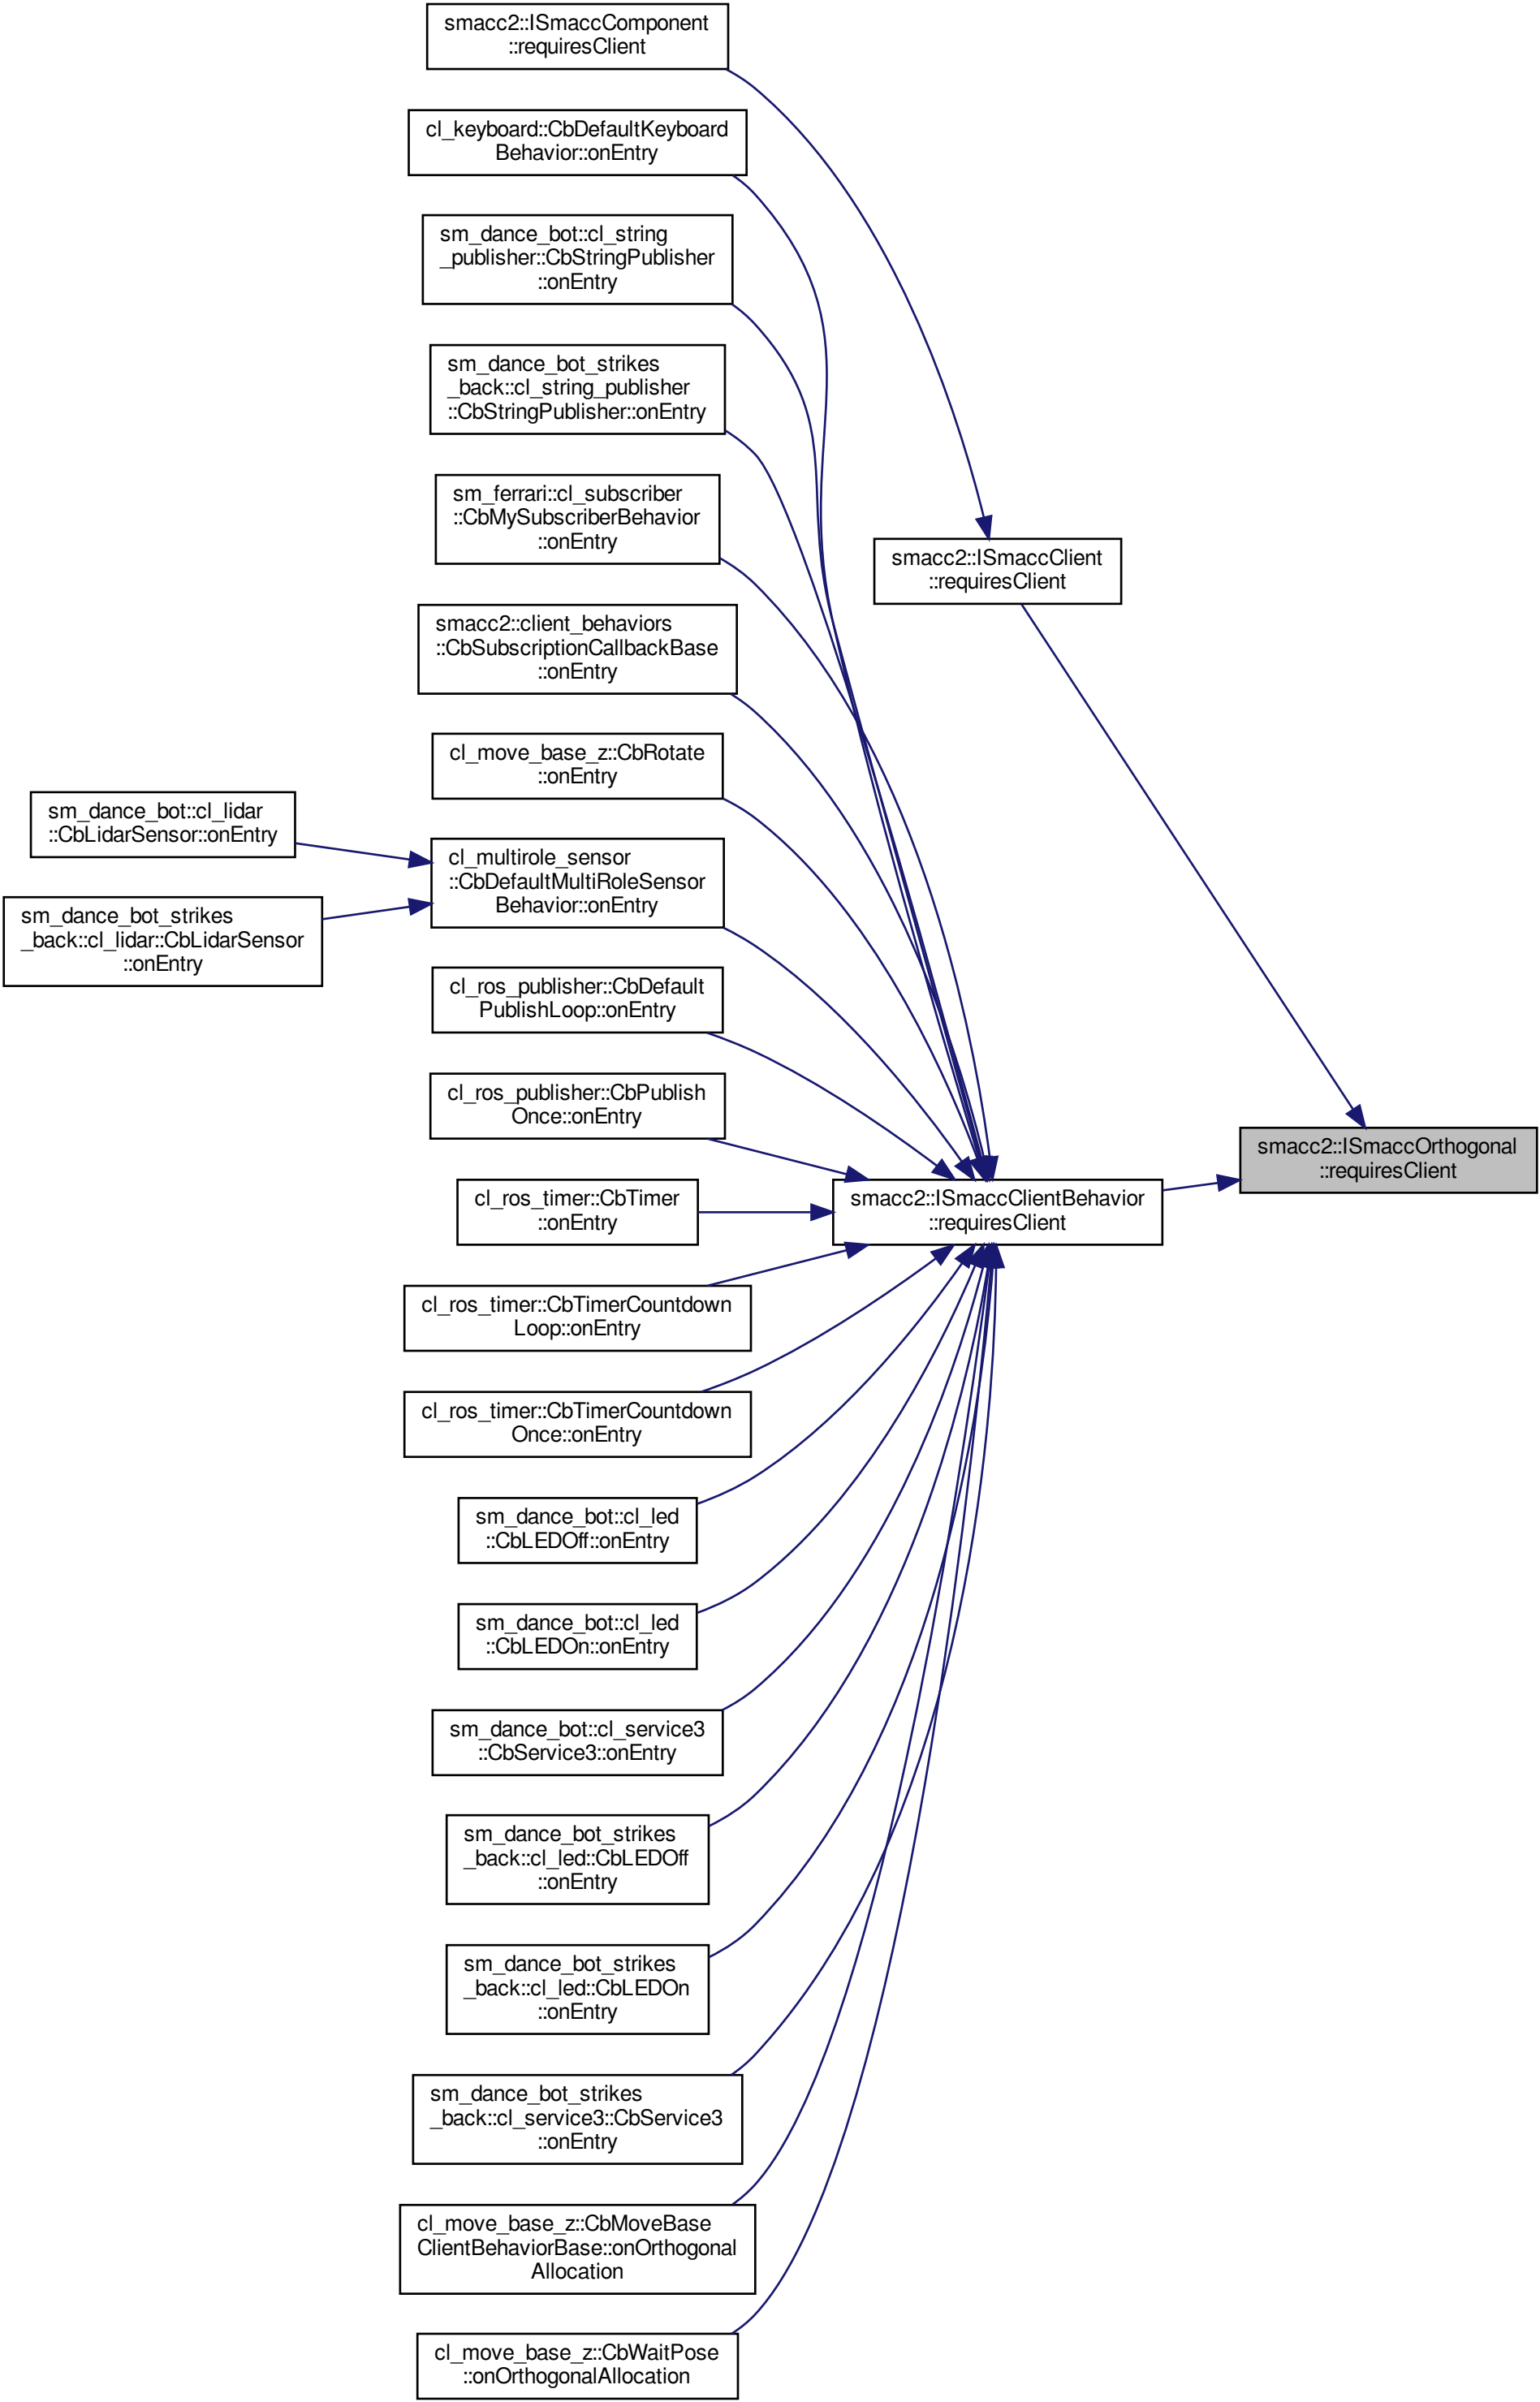 smacc2::ISmaccComponent
::requiresClient
cl_keyboard::CbDefaultKeyboard
Behavior::onEntry
sm_dance_bot::cl_string
_publisher::CbStringPublisher
::onEntry
sm_dance_bot_strikes
_back::cl_string_publisher
::CbStringPublisher::onEntry
sm_ferrari::cl_subscriber
::CbMySubscriberBehavior
::onEntry
smacc2::ISmaccClient
::requiresClient
smacc2::client_behaviors
::CbSubscriptionCallbackBase
::onEntry
cl_move_base_z::CbRotate
::onEntry
sm_dance_bot::cl_lidar
::CbLidarSensor::onEntry
cl_multirole_sensor
::CbDefaultMultiRoleSensor
Behavior::onEntry
sm_dance_bot_strikes
_back::cl_lidar::CbLidarSensor
::onEntry
cl_ros_publisher::CbDefault
PublishLoop::onEntry
cl_ros_publisher::CbPublish
Once::onEntry
smacc2::ISmaccOrthogonal
::requiresClient
cl_ros_timer::CbTimer
::onEntry
smacc2::ISmaccClientBehavior
::requiresClient
cl_ros_timer::CbTimerCountdown
Loop::onEntry
cl_ros_timer::CbTimerCountdown
Once::onEntry
sm_dance_bot::cl_led
::CbLEDOff::onEntry
sm_dance_bot::cl_led
::CbLEDOn::onEntry
sm_dance_bot::cl_service3
::CbService3::onEntry
sm_dance_bot_strikes
_back::cl_led::CbLEDOff
::onEntry
sm_dance_bot_strikes
_back::cl_led::CbLEDOn
::onEntry
sm_dance_bot_strikes
_back::cl_service3::CbService3
::onEntry
cl_move_base_z::CbMoveBase
ClientBehaviorBase::onOrthogonal
Allocation
cl_move_base_z::CbWaitPose
::onOrthogonalAllocation